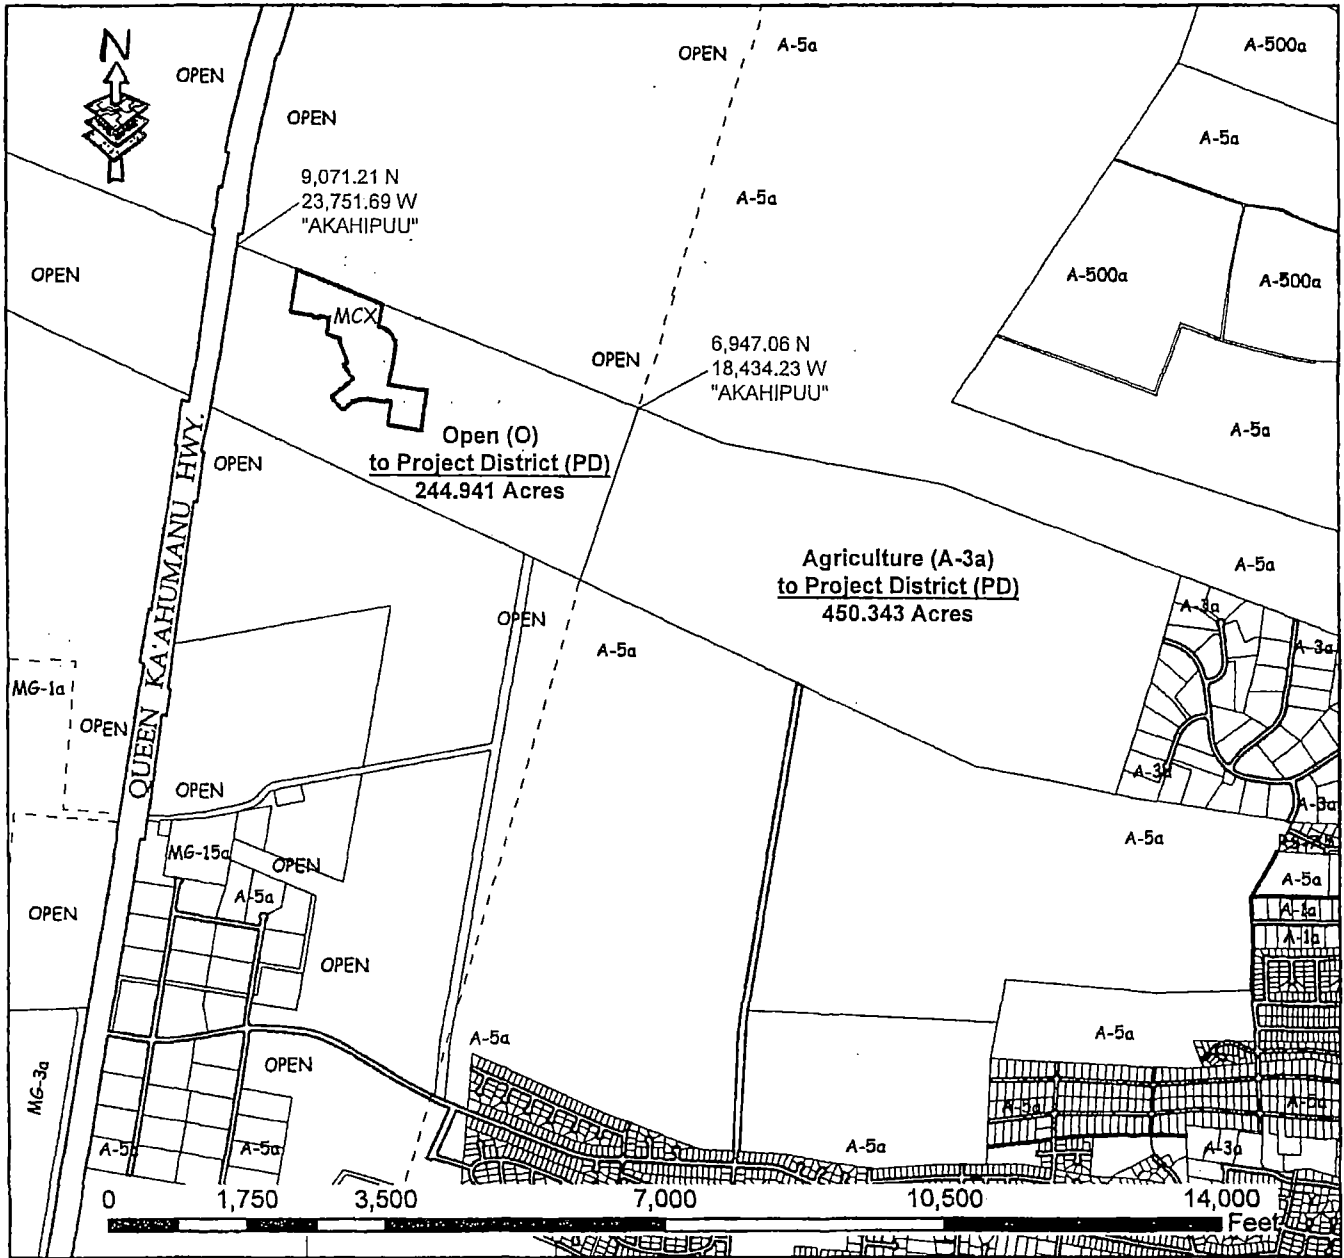 N
OPEN
OPEN
OPEN
A-5a
A-500a
A-5a
9,071.21 N
23,751.69 W
"AKAHIPUU"
A-5a
OPEN
A-500a
A-500a
MCX
OPEN
6,947.06 N
18,434.23 W
"AKAHIPUU"
A-5a
OPEN
Open (O)
to Project District (PD)
244.941 Acres
QUEEN KA'AHUMANU HWY.
Agriculture (A-3a)
to Project District (PD)
450.343 Acres
A-5a
A-3a
A-3a
OPEN
A-5a
MG-1a
OPEN
OPEN
A-3a
A-3a
A-5a
MG-15a
OPEN
A-5a
A-5a
A-1a
A-1a
OPEN
OPEN
A-5a
A-5a
OPEN
MG-3a
A-5a
A-5a
A-5a
A-5a
A-5a
A-3a
0 1,750 3,500 7,000 10,500 14,000
Feet